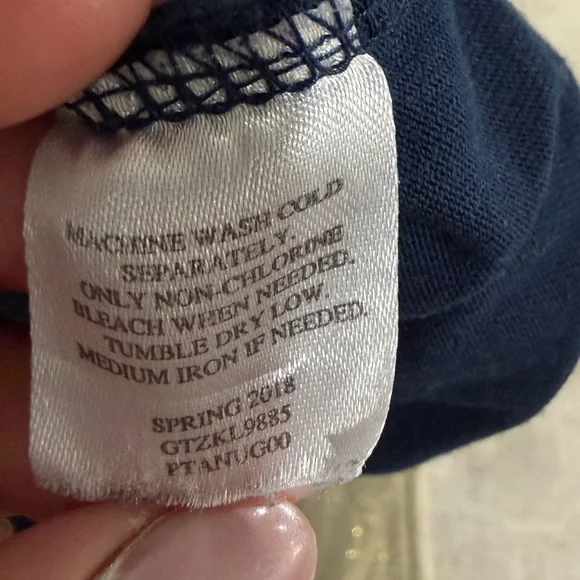 MACHINE WASH COLD
SEPARATELY.
ONLY NON-CHLORINE
BLEACH WHEN NEEDED.
TUMBLE DRY LOW.
MEDIUM IRON IF NEEDED.
SPRING 2018
GTZKL9885
PTANUG00